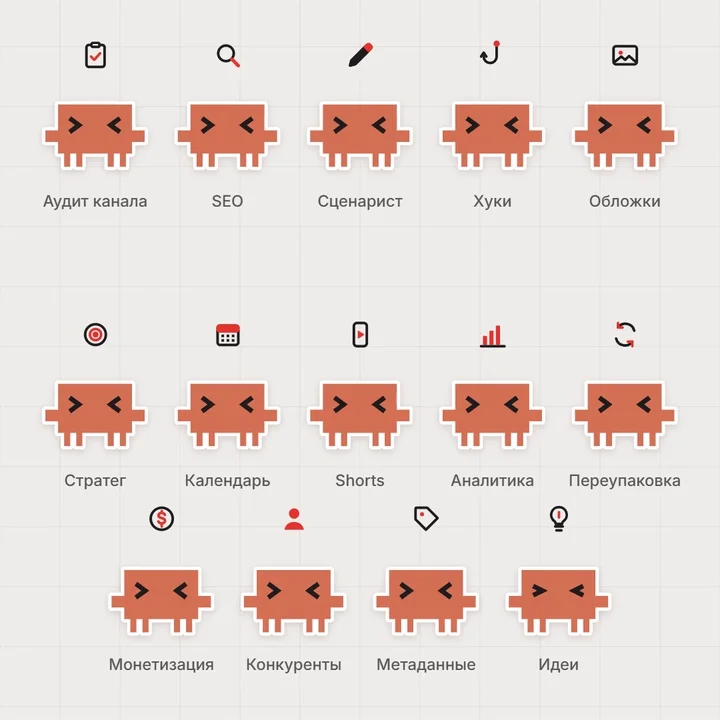 Аудит канала
SEO
Сценарист
Хуки
Обложки
Стратег
Календарь
Shorts
Аналитика
Переупаковка
$
Монетизация
Конкуренты
Метаданные
Идеи